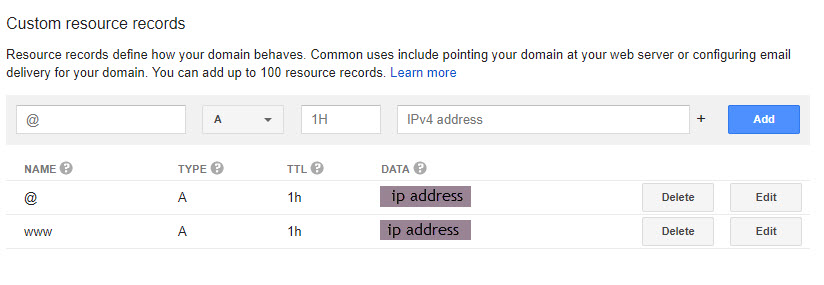 Custom resource records
Resource records define how your domain behaves. Common uses include pointing your domain at your web server or configuring email
delivery for your domain. You can add up to 100 resource records. Learn more
@ A 1H IPv4 address + Add
NAME ? TYPE ? TTL ? DATA ?
@ A 1h ip address Delete Edit
www A 1h ip address Delete Edit